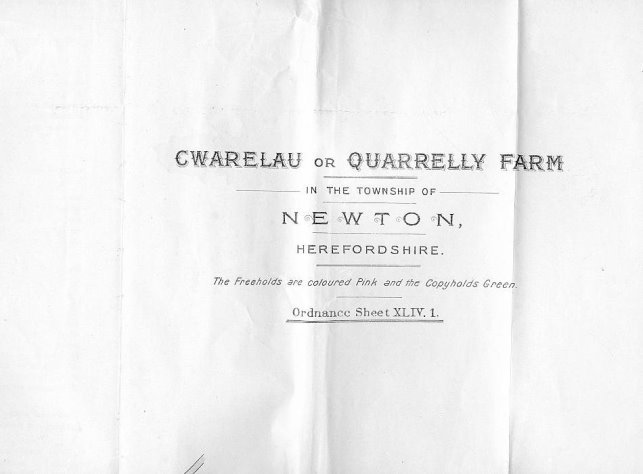 CWARELAU OR QUARRELLY FARM
IN THE TOWNSHIP OF
NEWTON,
HEREFORDSHIRE.
The Freeholds are coloured Pink and the Copyholds Green.
Ordnance Sheet XLIV. 1.